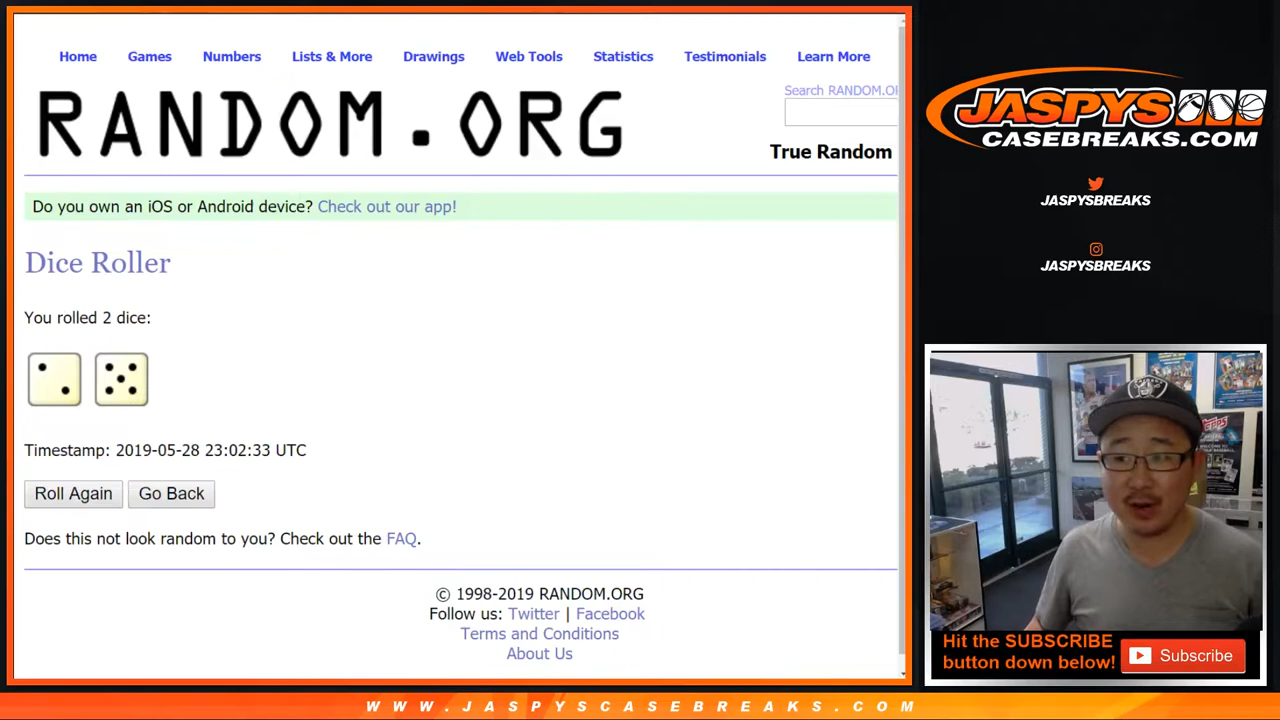 Home Games Numbers Lists & More Drawings Web Tools Statistics Testimonials Learn More
RANDOM.ORG
Search RANDOM.OR
True Random
Do you own an iOS or Android device? Check out our app!
Dice Roller
You rolled 2 dice:
Timestamp: 2019-05-28 23:02:33 UTC
Roll Again Go Back
Does this not look random to you? Check out the FAQ.
© 1998-2019 RANDOM.ORG
Follow us: Twitter | Facebook
Terms and Conditions
About Us
JASPYS
CASEBREAKS.COM
JASPYSBREAKS
JASPYSBREAKS
TOPPS
Hit the SUBSCRIBE
button down below!
Subscribe
WWW.JASPYSCASEBREAKS.COM